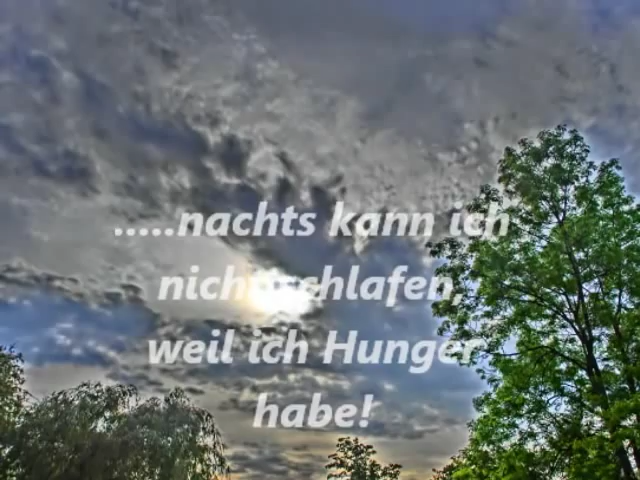 .....nachts kann ich
nicht schlafen,
weil ich Hunger
habe!